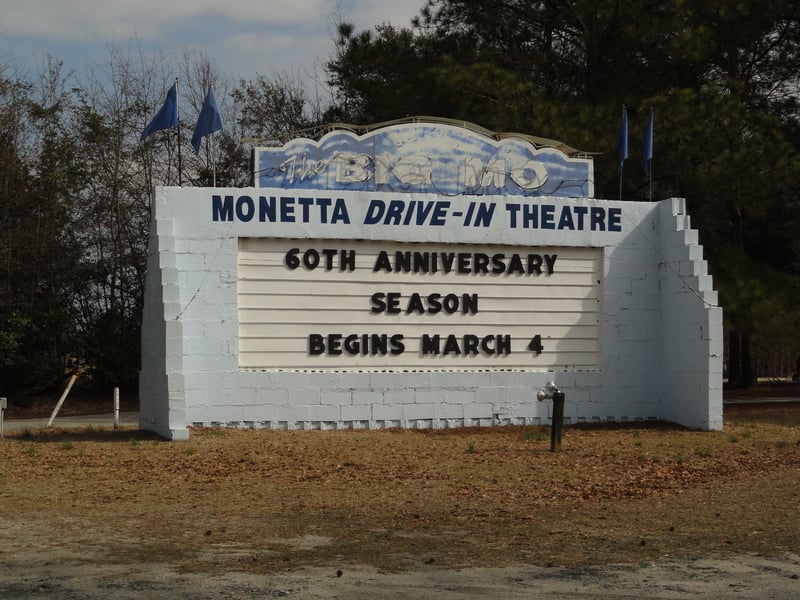 The BIG MO
MONETTA DRIVE-IN THEATRE
60TH ANNIVERSARY
SEASON
BEGINS MARCH 4